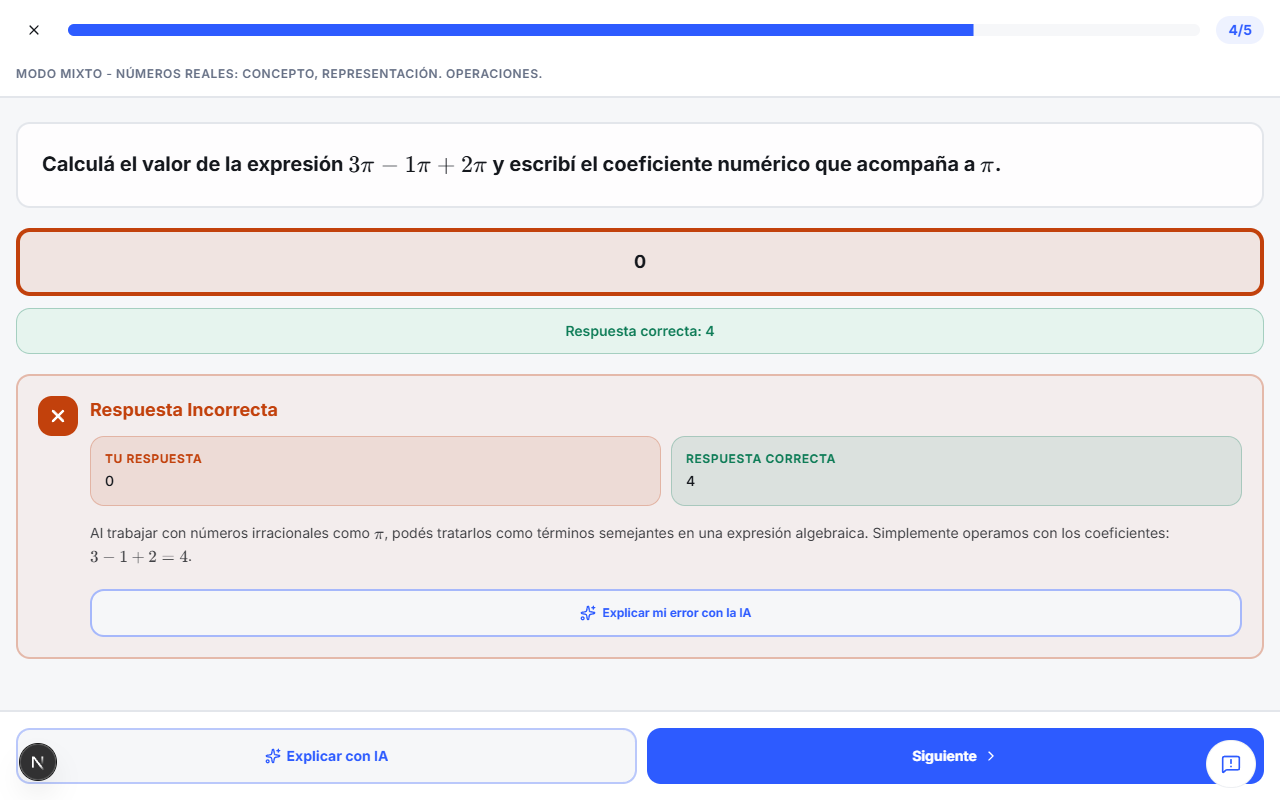 4/5
MODO MIXTO - NÚMEROS REALES: CONCEPTO, REPRESENTACIÓN. OPERACIONES.
Calculá el valor de la expresión 3π − 1π + 2π y escribí el coeficiente numérico que acompaña a π.
0
Respuesta correcta: 4
Respuesta Incorrecta
TU RESPUESTA
0
RESPUESTA CORRECTA
4
Al trabajar con números irracionales como π, podés tratarlos como términos semejantes en una expresión algebraica. Simplemente operamos con los coeficientes:
3 − 1 + 2 = 4.
Explicar mi error con la IA
N
Explicar con IA
Siguiente